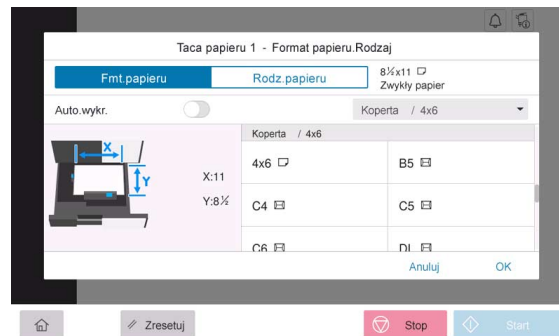 Taca papieru 1 - Format papieru.Rodzaj
Fmt.papieru
Rodz.papieru
8½x11
Zwykły papier
Auto.wykr.
Koperta / 4x6
Koperta / 4x6
X
Y
X:11
Y:8½
4x6
B5
C4
C5
C6
DL
Anuluj
OK
Zresetuj
Stop
Start